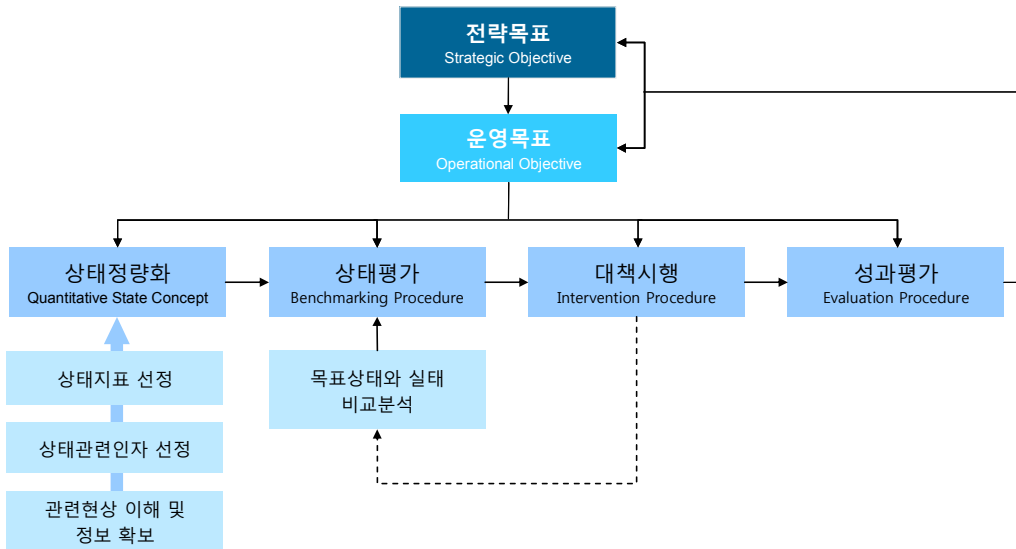 전략목표
Strategic Objective
운영목표
Operational Objective
상태정량화
Quantitative State Concept
상태평가
Benchmarking Procedure
대책시행
Intervention Procedure
성과평가
Evaluation Procedure
상태지표 선정
목표상태와 실태
비교분석
상태관련인자 선정
관련현상 이해 및
정보 확보